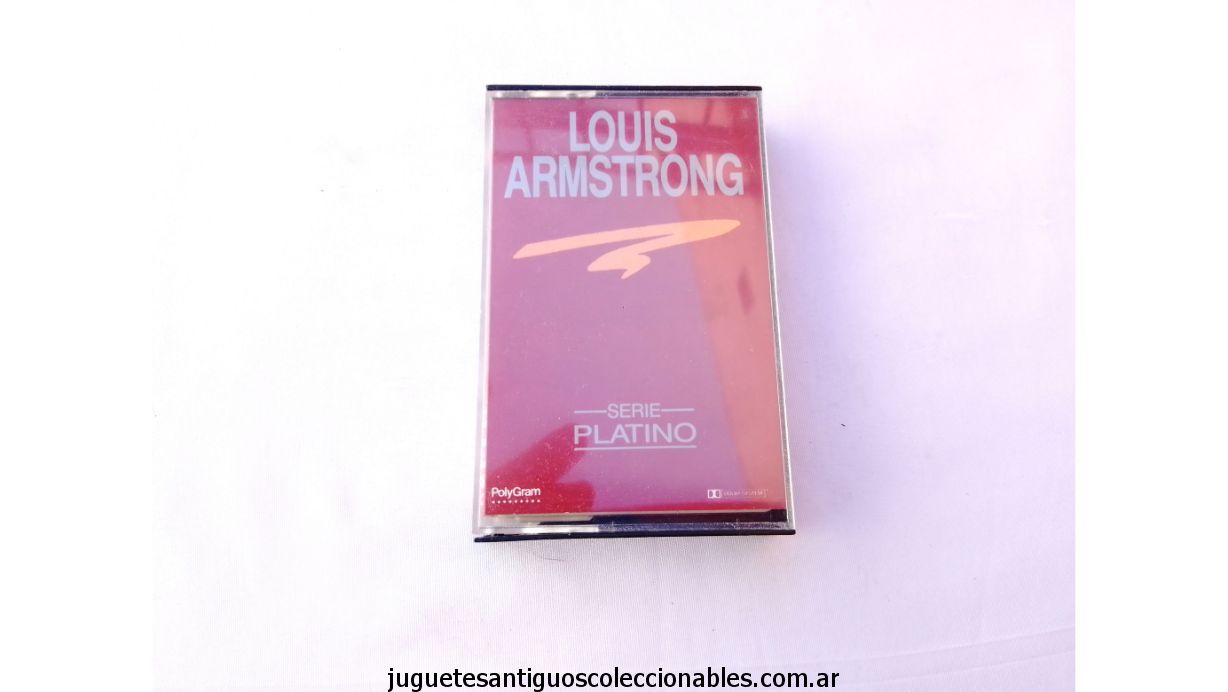 LOUIS
ARMSTRONG
SERIE
PLATINO
PolyGram
juguetesantiguoscoleccionables.com.ar